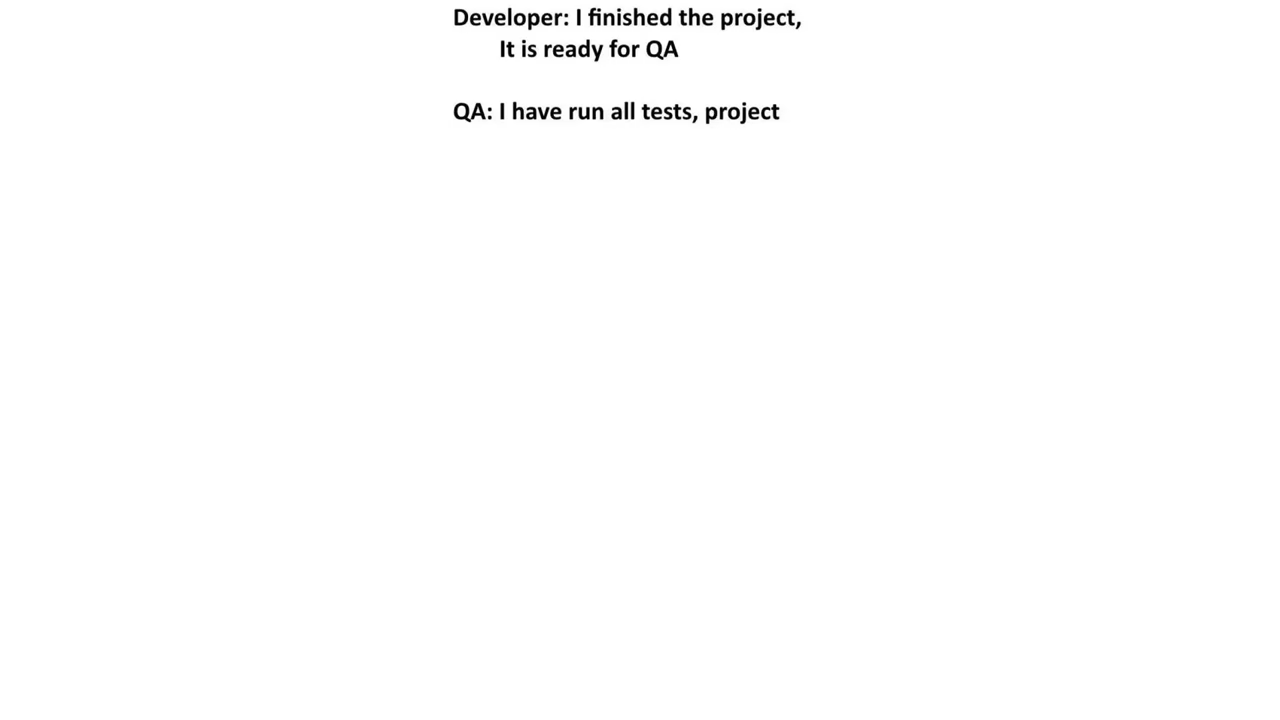 Developer: I finished the project,
It is ready for QA
QA: I have run all tests, project